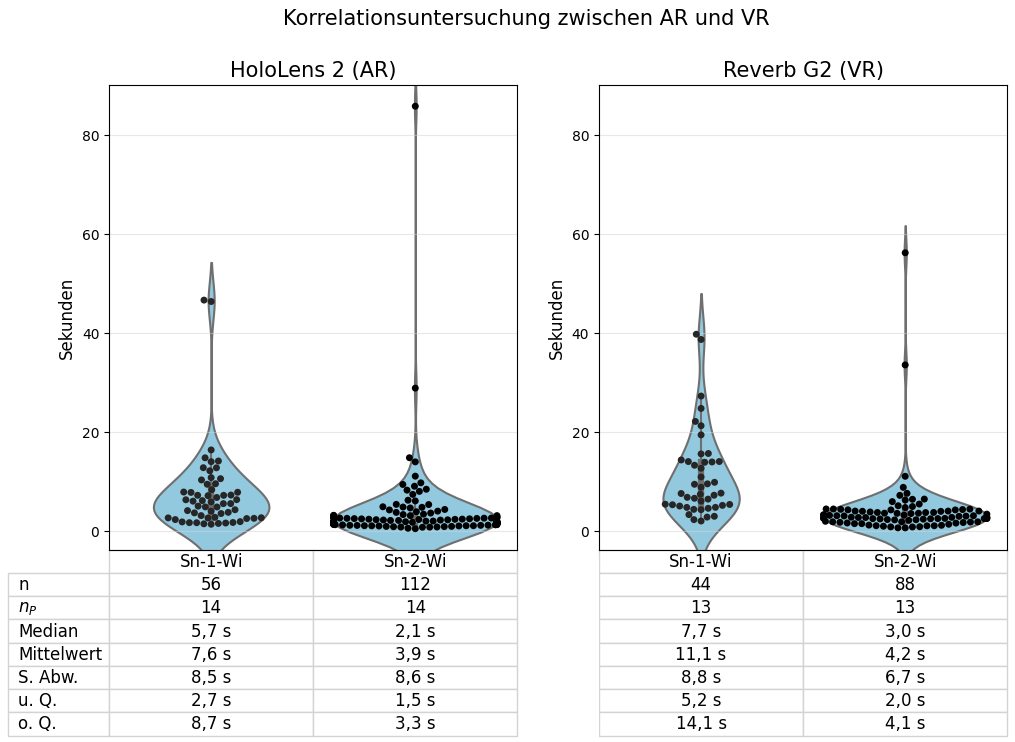 Korrelationsuntersuchung zwischen AR und VR
HoloLens 2 (AR)
Sekunden
80
60
40
20
0
Reverb G2 (VR)
Sekunden
80
60
40
20
0
Sn-1-Wi Sn-2-Wi Sn-1-Wi Sn-2-Wi
n 56 112 44 88
n_P 14 14 13 13
Median 5,7 s 2,1 s 7,7 s 3,0 s
Mittelwert 7,6 s 3,9 s 11,1 s 4,2 s
S. Abw. 8,5 s 8,6 s 8,8 s 6,7 s
u. Q. 2,7 s 1,5 s 5,2 s 2,0 s
o. Q. 8,7 s 3,3 s 14,1 s 4,1 s